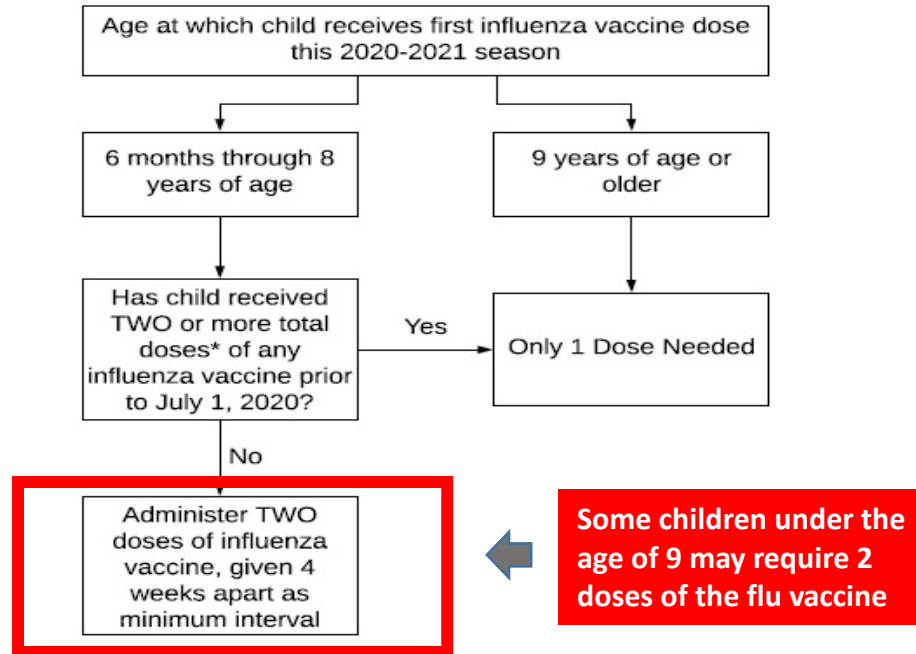 Age at which child receives first influenza vaccine dose
this 2020-2021 season
6 months through 8
years of age
9 years of age or
older
Has child received
TWO or more total
doses* of any
influenza vaccine prior
to July 1, 2020?
Yes
Only 1 Dose Needed
No
Administer TWO
doses of influenza
vaccine, given 4
weeks apart as
minimum interval
Some children under the
age of 9 may require 2
doses of the flu vaccine